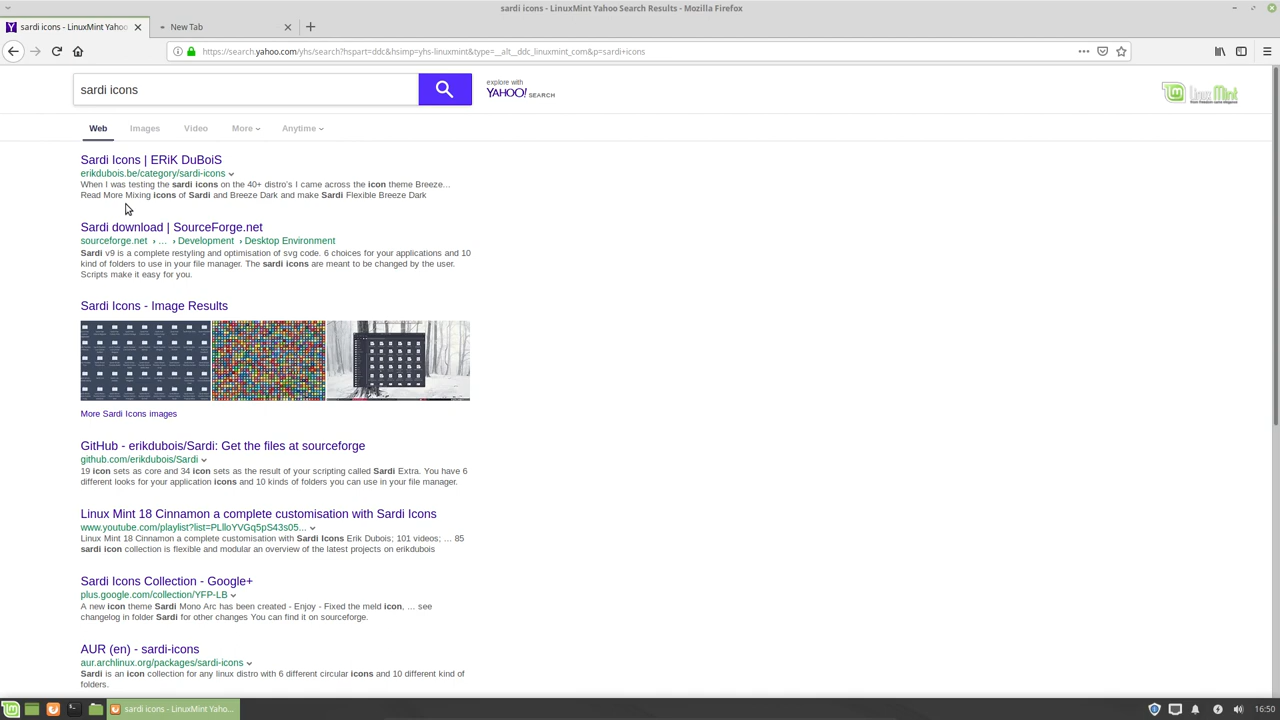 sardi icons - LinuxMint Yahoo Search Results - Mozilla Firefox
sardi icons - LinuxMint Yahoo
New Tab
https://search.yahoo.com/yhs/search?hspart=ddc&hsimp=yhs-linuxmint&type=__alt__ddc_linuxmint_com&p=sardi+icons
sardi icons
explore with
YAHOO! SEARCH
Linux Mint
Web Images Video More Anytime
Sardi Icons | ERiK DuBoiS
erikdubois.be/category/sardi-icons
When I was testing the sardi icons on the 40+ distro's I came across the icon theme Breeze...
Read More Mixing icons of Sardi and Breeze Dark and make Sardi Flexible Breeze Dark
Sardi download | SourceForge.net
sourceforge.net › ... › Development › Desktop Environment
Sardi v9 is a complete restyling and optimisation of svg code. 6 choices for your applications and 10
kind of folders to use in your file manager. The sardi icons are meant to be changed by the user.
Scripts make it easy for you.
Sardi Icons - Image Results
More Sardi Icons images
GitHub - erikdubois/Sardi: Get the files at sourceforge
github.com/erikdubois/Sardi
19 icon sets as core and 34 icon sets as the result of your scripting called Sardi Extra. You have 6
different looks for your application icons and 10 kinds of folders you can use in your file manager.
Linux Mint 18 Cinnamon a complete customisation with Sardi Icons
www.youtube.com/playlist?list=PLlloYVGq5pS43s05...
Linux Mint 18 Cinnamon a complete customisation with Sardi Icons Erik Dubois; 101 videos; ... 85
sardi icon collection is flexible and modular an overview of the latest projects on erikdubois
Sardi Icons Collection - Google+
plus.google.com/collection/YFP-LB
A new icon theme Sardi Mono Arc has been created - Enjoy - Fixed the meld icon, ... see
changelog in folder Sardi for other changes You can find it on sourceforge.
AUR (en) - sardi-icons
aur.archlinux.org/packages/sardi-icons
Sardi is an icon collection for any linux distro with 6 different circular icons and 10 different kind of
folders.
sardi icons - LinuxMint Yaho...
16:50